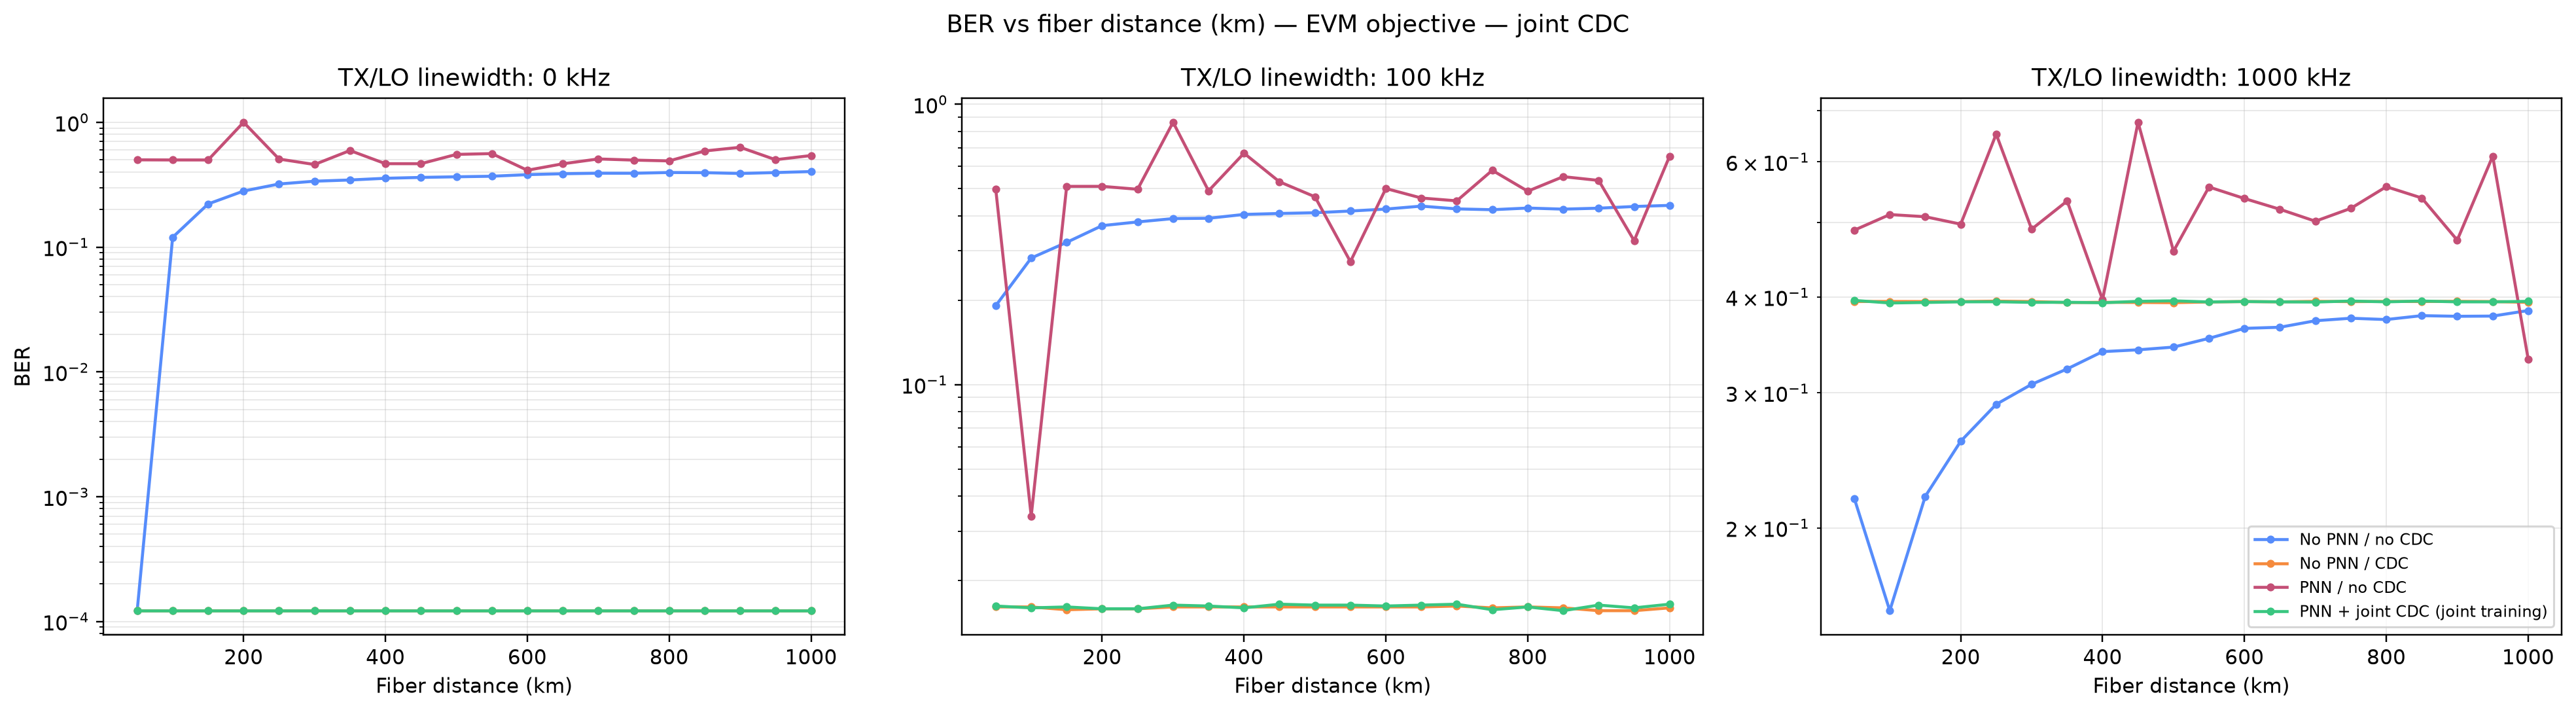 BER vs fiber distance (km) — EVM objective — joint CDC
TX/LO linewidth: 0 kHz
BER
10⁰
10⁻¹
10⁻²
10⁻³
10⁻⁴
200 400 600 800 1000
Fiber distance (km)
TX/LO linewidth: 100 kHz
10⁰
10⁻¹
200 400 600 800 1000
Fiber distance (km)
TX/LO linewidth: 1000 kHz
6 × 10⁻¹
4 × 10⁻¹
3 × 10⁻¹
2 × 10⁻¹
No PNN / no CDC
No PNN / CDC
PNN / no CDC
PNN + joint CDC (joint training)
200 400 600 800 1000
Fiber distance (km)